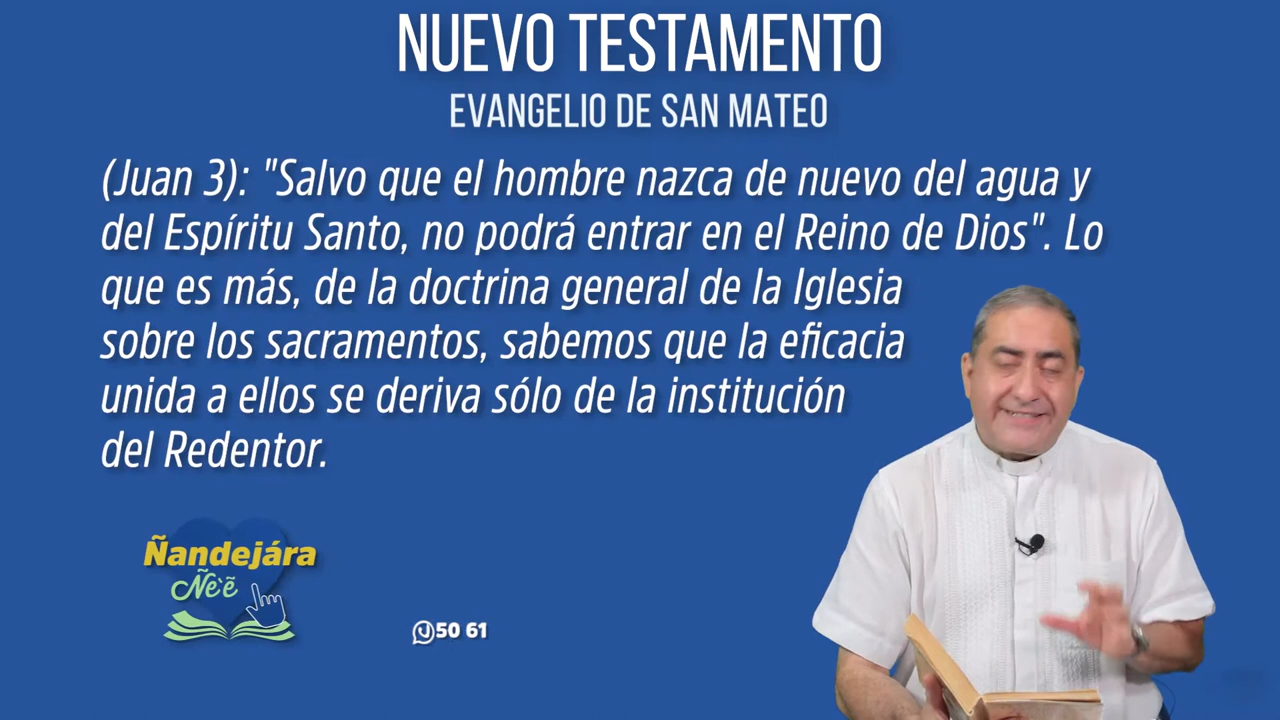 NUEVO TESTAMENTO
EVANGELIO DE SAN MATEO
(Juan 3): "Salvo que el hombre nazca de nuevo del agua y
del Espíritu Santo, no podrá entrar en el Reino de Dios". Lo
que es más, de la doctrina general de la Iglesia
sobre los sacramentos, sabemos que la eficacia
unida a ellos se deriva sólo de la institución
del Redentor.
Ñandejára
Ñe'ẽ
50 61